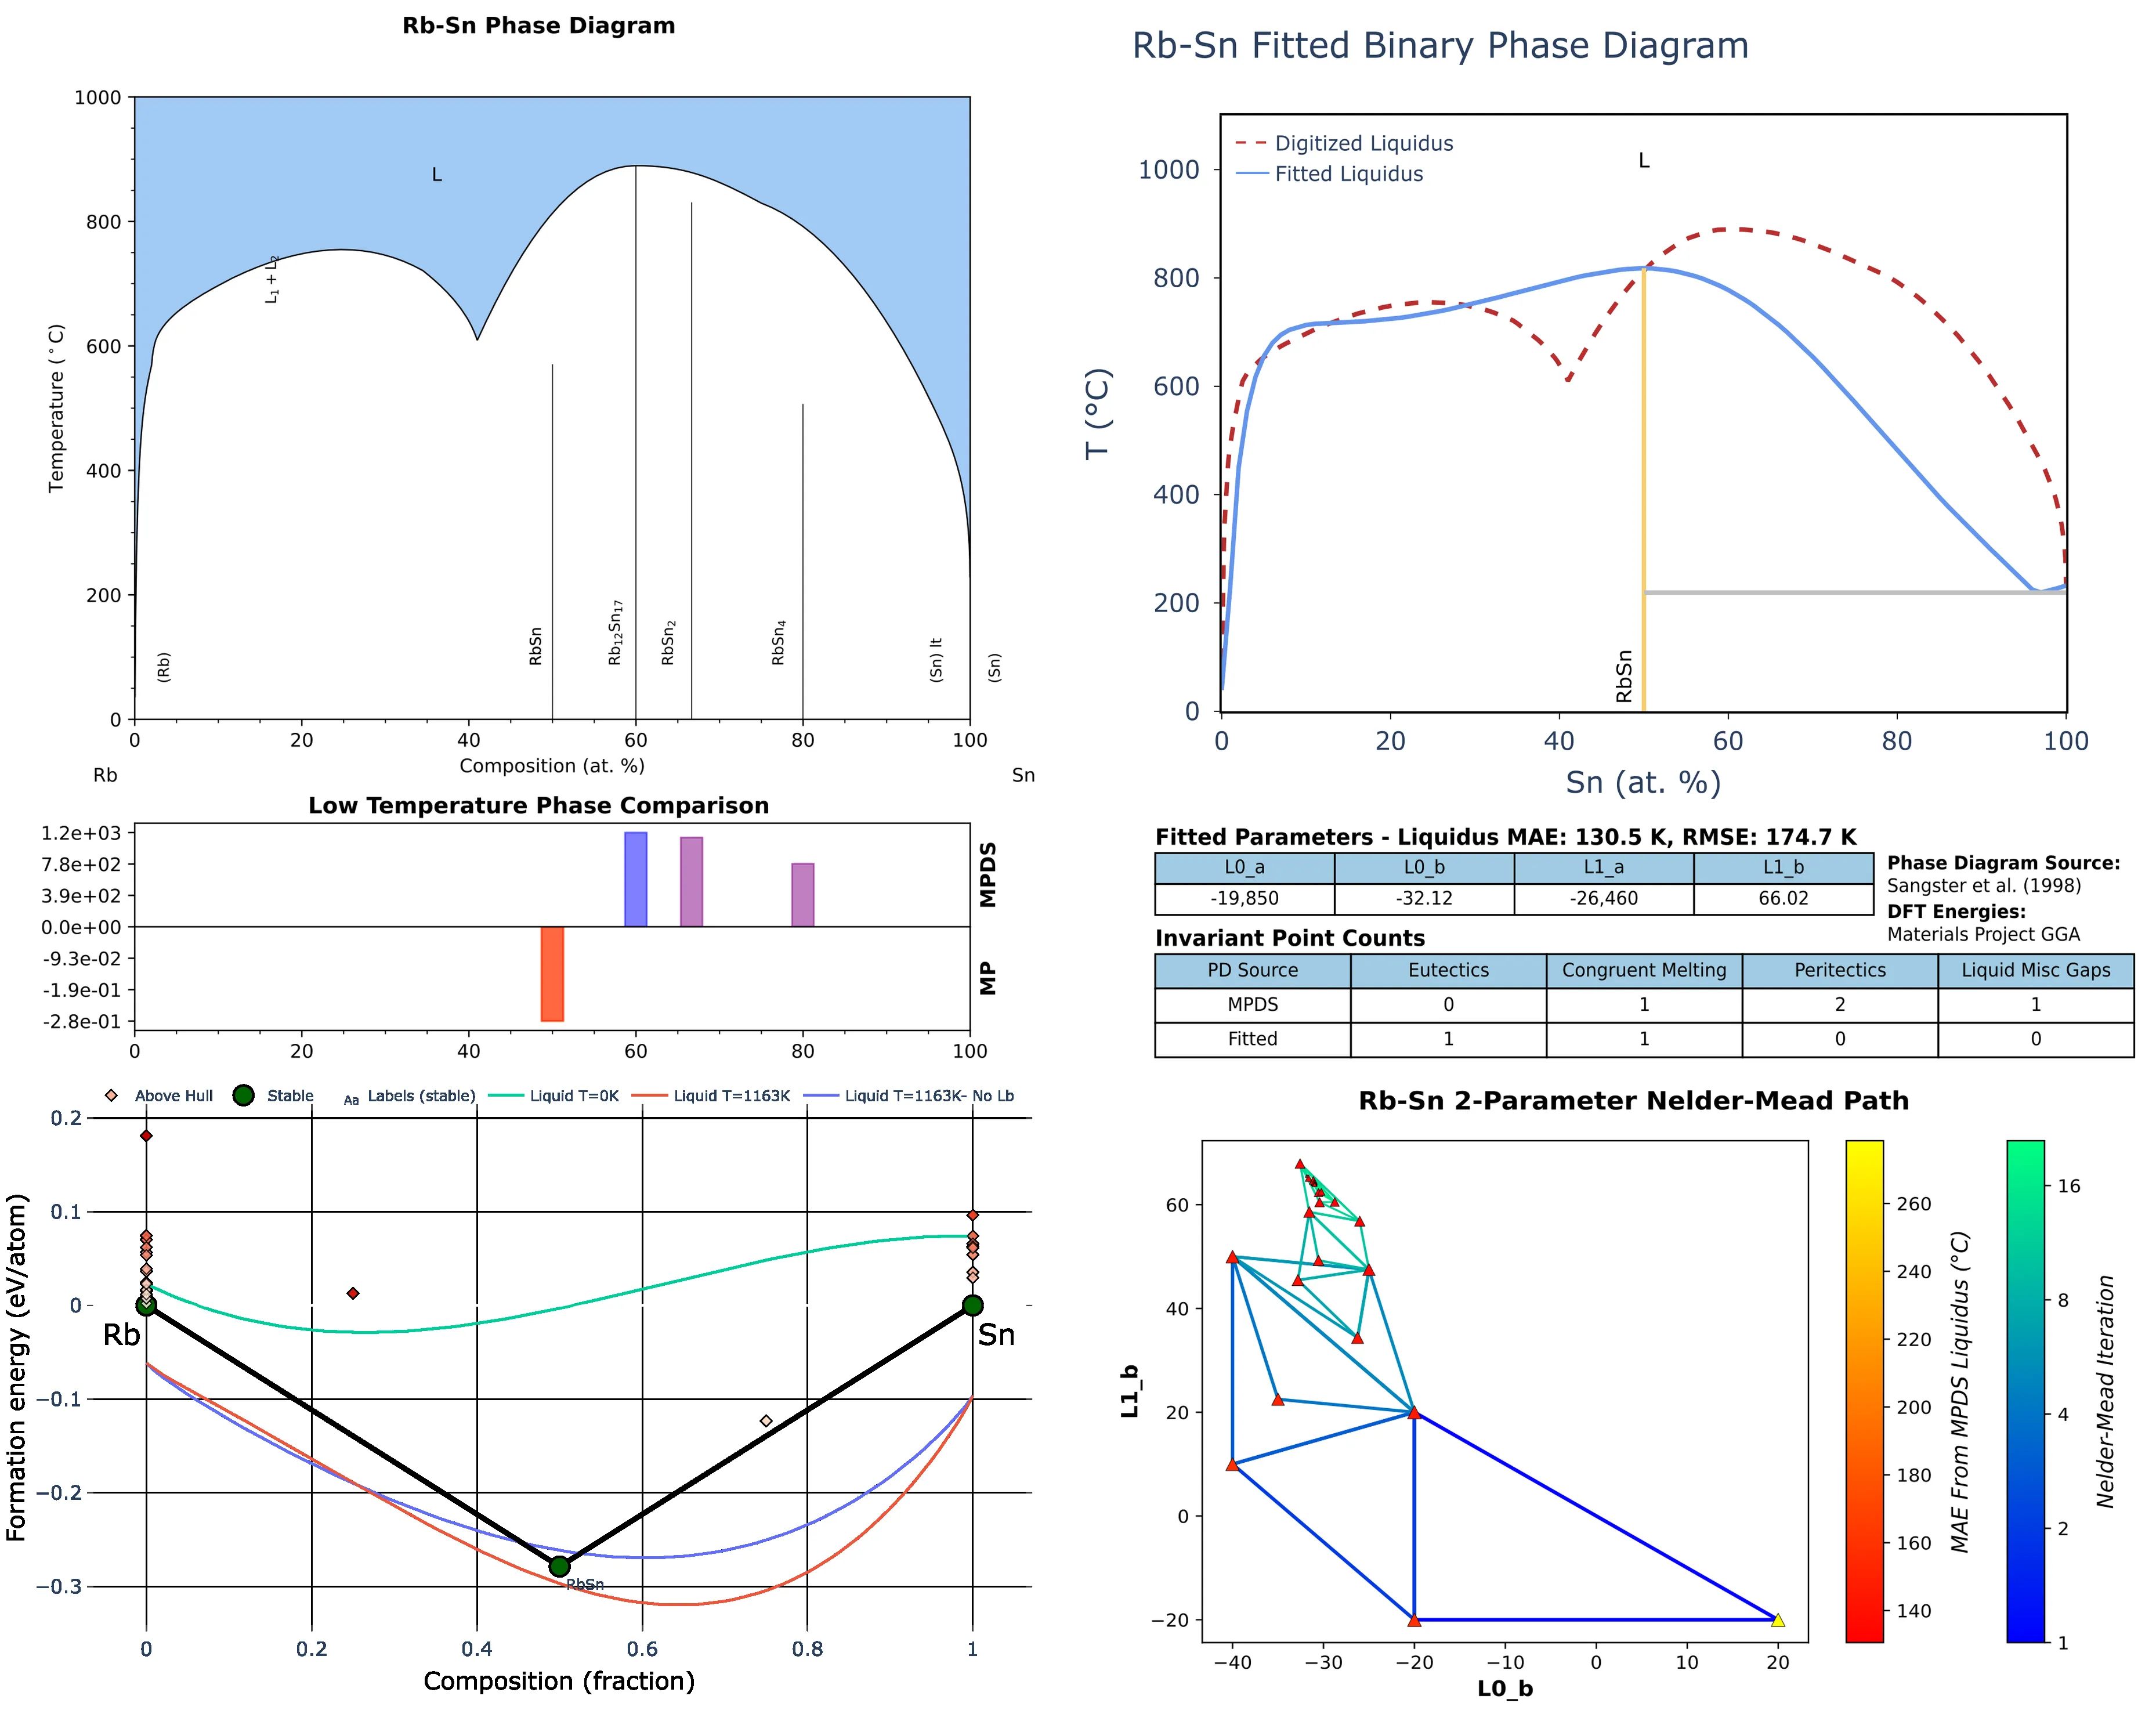 Rb-Sn Phase Diagram
1000
800
600
400
200
0
Temperature (°C)
L
L1 + L2
(Rb)
RbSn
Rb12Sn17
RbSn2
RbSn4
(Sn) lt
(Sn)
0 20 40 60 80 100
Composition (at. %)
Rb Sn
Rb-Sn Fitted Binary Phase Diagram
Digitized Liquidus
Fitted Liquidus
L
1000
800
600
400
200
0
T (°C)
RbSn
0 20 40 60 80 100
Sn (at. %)
Low Temperature Phase Comparison
1.2e+03
7.8e+02
3.9e+02
0.0e+00
-9.3e-02
-1.9e-01
-2.8e-01
MPDS
MP
0 20 40 60 80 100
Fitted Parameters - Liquidus MAE: 130.5 K, RMSE: 174.7 K
L0_a L0_b L1_a L1_b
-19,850 -32.12 -26,460 66.02
Phase Diagram Source:
Sangster et al. (1998)
DFT Energies:
Materials Project GGA
Invariant Point Counts
PD Source Eutectics Congruent Melting Peritectics Liquid Misc Gaps
MPDS 0 1 2 1
Fitted 1 1 0 0
Above Hull Stable Aa Labels (stable) Liquid T=0K Liquid T=1163K Liquid T=1163K- No Lb
0.2
0.1
0
−0.1
−0.2
−0.3
Formation energy (eV/atom)
Rb
Sn
RbSn
0 0.2 0.4 0.6 0.8 1
Composition (fraction)
Rb-Sn 2-Parameter Nelder-Mead Path
60
40
20
0
−20
L1_b
−40 −30 −20 −10 0 10 20
L0_b
260
240
220
200
180
160
140
MAE From MPDS Liquidus (°C)
16
8
4
2
1
Nelder-Mead Iteration